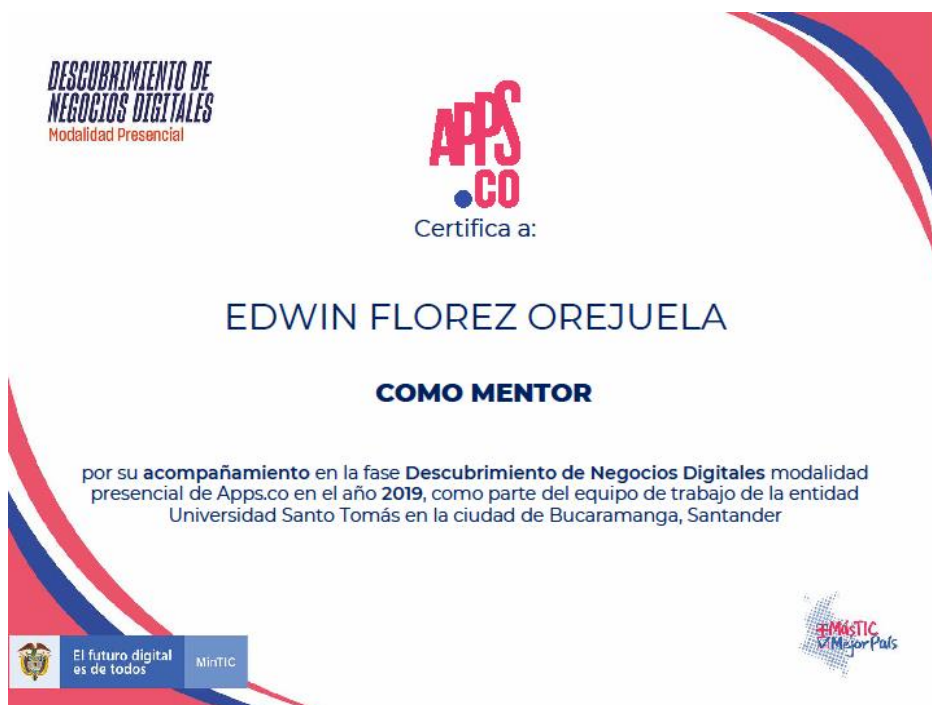 DESCUBRIMIENTO DE
NEGOCIOS DIGITALES
Modalidad Presencial
APPS
.CO
Certifica a:
EDWIN FLOREZ OREJUELA
COMO MENTOR
por su acompañamiento en la fase Descubrimiento de Negocios Digitales modalidad
presencial de Apps.co en el año 2019, como parte del equipo de trabajo de la entidad
Universidad Santo Tomás en la ciudad de Bucaramanga, Santander
El futuro digital
es de todos
MinTIC
+MásTIC
MejorPaís